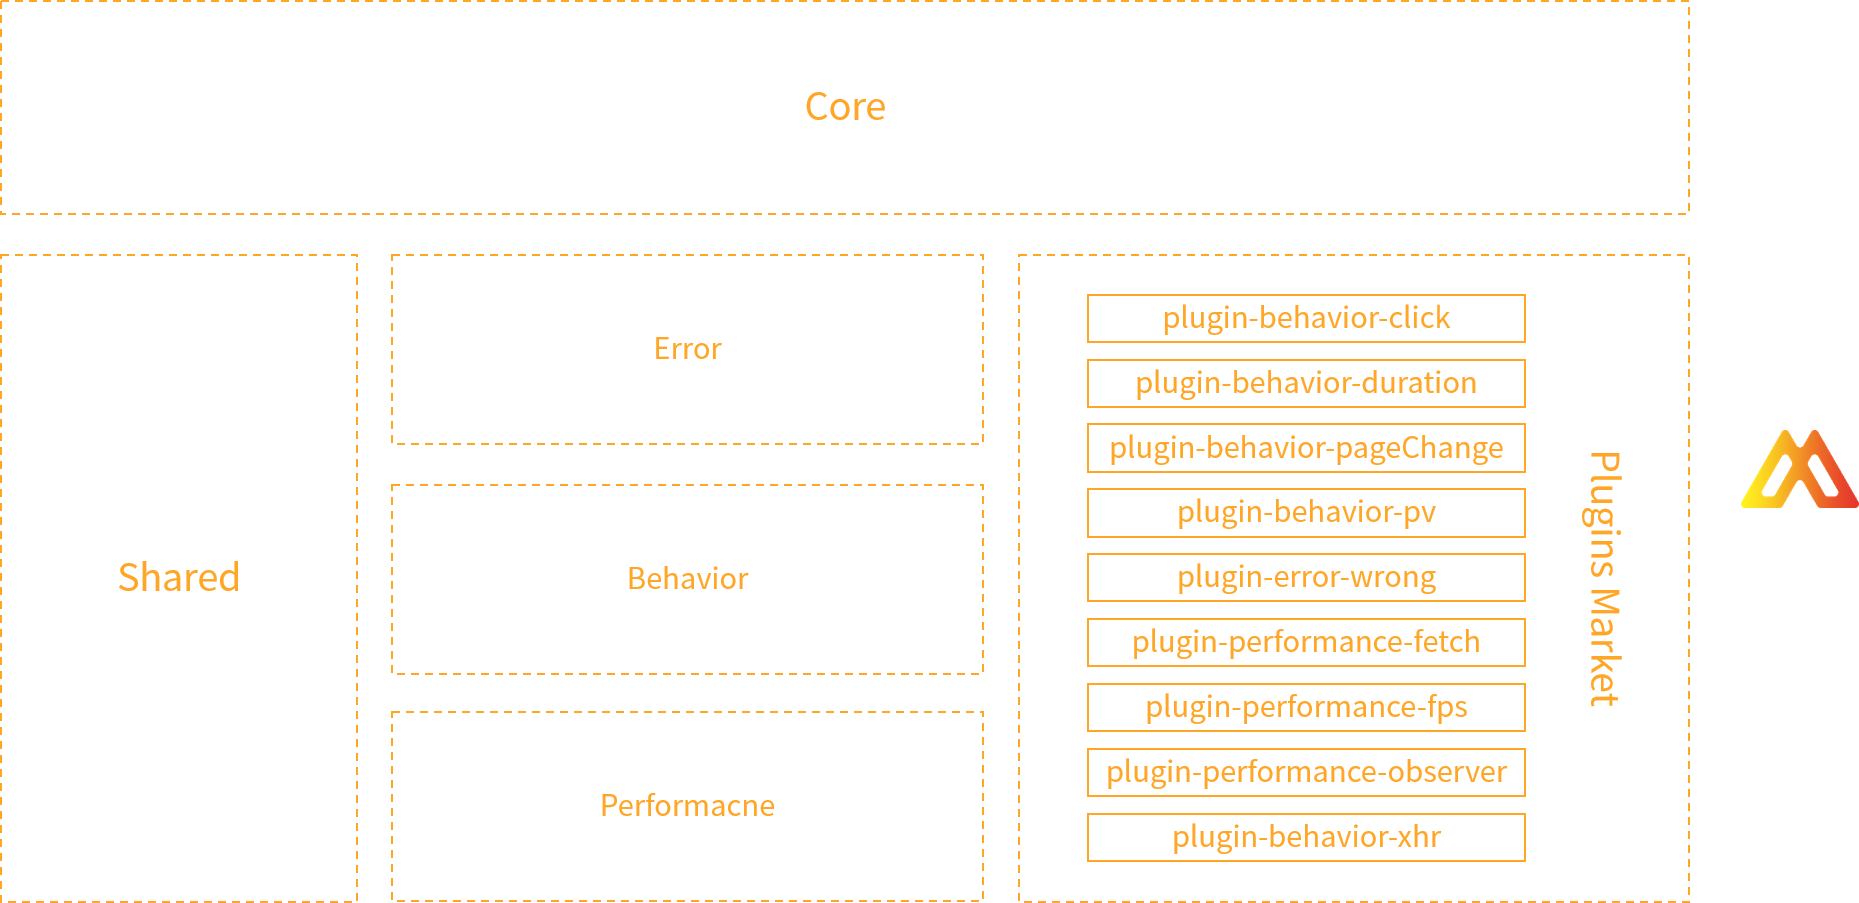 Core
Shared
Error
Behavior
Performacne
plugin-behavior-click
plugin-behavior-duration
plugin-behavior-pageChange
plugin-behavior-pv
plugin-error-wrong
plugin-performance-fetch
plugin-performance-fps
plugin-performance-observer
plugin-behavior-xhr
Plugins Market